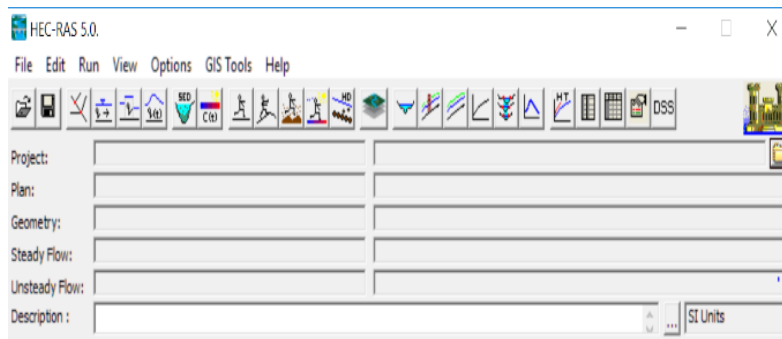 HEC-RAS 5.0.
File Edit Run View Options GIS Tools Help
SED C(t) HD HT DSS
Project:
Plan:
Geometry:
Steady Flow:
Unsteady Flow:
Description : ... SI Units